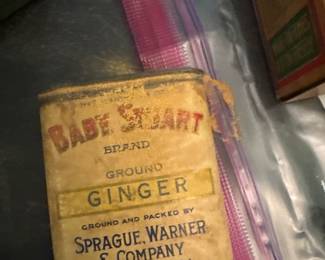 BABY STUART
BRAND
GROUND
GINGER
GROUND AND PACKED BY
SPRAGUE, WARNER
& COMPANY